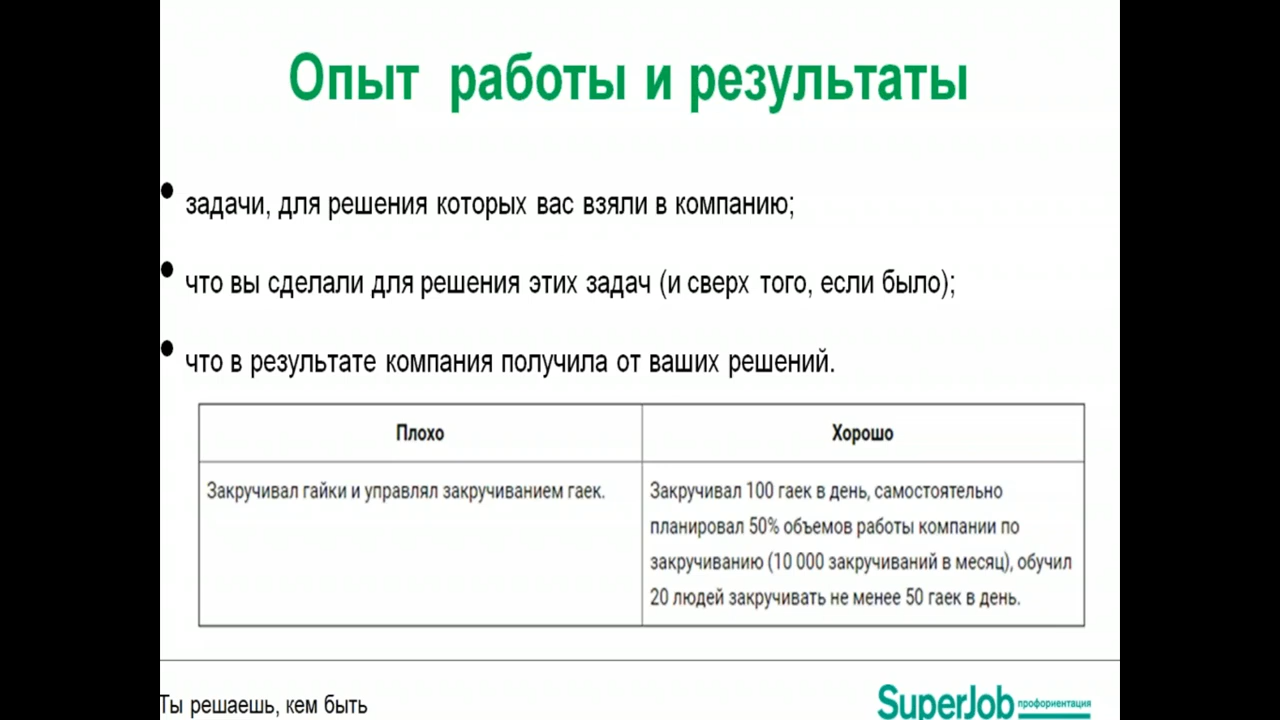 Опыт работы и результаты
• задачи, для решения которых вас взяли в компанию;
• что вы сделали для решения этих задач (и сверх того, если было);
• что в результате компания получила от ваших решений.
Плохо
Хорошо
Закручивал гайки и управлял закручиванием гаек.
Закручивал 100 гаек в день, самостоятельно
планировал 50% объемов работы компании по
закручиванию (10 000 закручиваний в месяц), обучил
20 людей закручивать не менее 50 гаек в день.
Ты решаешь, кем быть
SuperJob профориентация